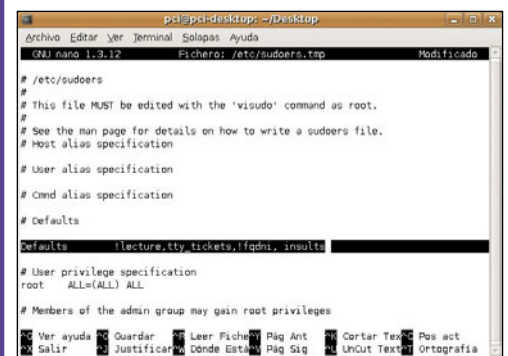 pci@pci-desktop: ~/Desktop
Archivo Editar Ver Terminal Solapas Ayuda
GNU nano 1.3.12 Fichero: /etc/sudoers.tmp Modificado
# /etc/sudoers
#
# This file MUST be edited with the 'visudo' command as root.
#
# See the man page for details on how to write a sudoers file.
# Host alias specification
# User alias specification
# Cmnd alias specification
# Defaults
Defaults !lecture,tty_tickets,!fqdni, insults
# User privilege specification
root ALL=(ALL) ALL
# Members of the admin group may gain root privileges
^G Ver ayuda ^O Guardar ^R Leer Fiche^Y Pág Ant ^K Cortar Tex^C Pos act
^X Salir ^J Justificar^W Dónde Está^V Pág Sig ^U UnCut Text^T Ortografía